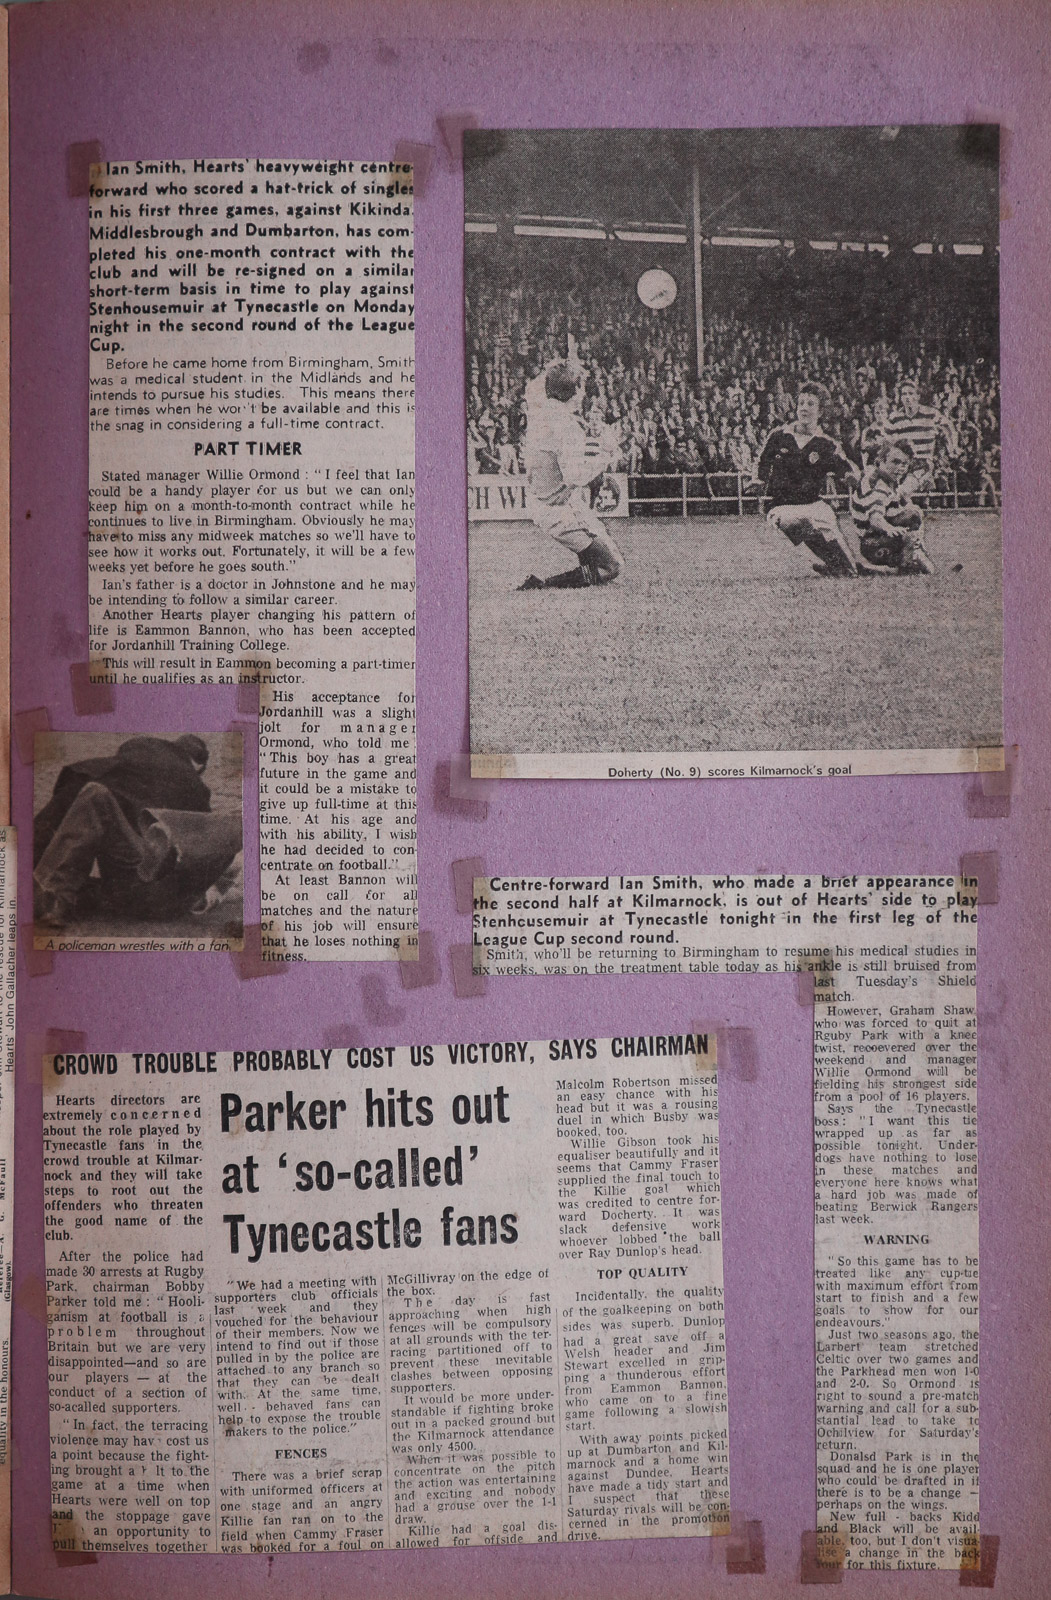 Ian Smith, Hearts' heavyweight centre-
forward who scored a hat-trick of singles
in his first three games, against Kikinda,
Middlesbrough and Dumbarton, has com-
pleted his one-month contract with the
club and will be re-signed on a similar
short-term basis in time to play against
Stenhousemuir at Tynecastle on Monday
night in the second round of the League
Cup.
Before he came home from Birmingham, Smith
was a medical student in the Midlands and he
intends to pursue his studies. This means there
are times when he won't be available and this is
the snag in considering a full-time contract.
PART TIMER
Stated manager Willie Ormond : " I feel that Ian
could be a handy player for us but we can only
keep him on a month-to-month contract while he
continues to live in Birmingham. Obviously he may
have to miss any midweek matches so we'll have to
see how it works out. Fortunately, it will be a few
weeks yet before he goes south."
Ian's father is a doctor in Johnstone and he may
be intending to follow a similar career.
Another Hearts player changing his pattern of
life is Eammon Bannon, who has been accepted
for Jordanhill Training College.
This will result in Eammon becoming a part-timer
until he qualifies as an instructor.
His acceptance for
Jordanhill was a slight
jolt for manager
Ormond, who told me :
"This boy has a great
future in the game and
it could be a mistake to
give up full-time at this
time. At his age and
with his ability, I wish
he had decided to con-
centrate on football."
At least Bannon will
be on call for all
matches and the nature
of his job will ensure
that he loses nothing in
fitness.
A policeman wrestles with a fan.
CH WI
Doherty (No. 9) scores Kilmarnock's goal
Centre-forward Ian Smith, who made a brief appearance in
the second half at Kilmarnock, is out of Hearts' side to play
Stenhcusemuir at Tynecastle tonight in the first leg of the
League Cup second round.
Smith, who'll be returning to Birmingham to resume his medical studies in
six weeks, was on the treatment table today as his ankle is still bruised from
last Tuesday's Shield
match.
However, Graham Shaw,
who was forced to quit at
Rguby Park with a knee
twist, recoevered over the
weekend and manager
Willie Ormond will be
fielding his strongest side
from a pool of 16 players.
Says the Tynecastle
boss: "I want this tie
wrapped up as far as
possible tonight. Under-
dogs have nothing to lose
in these matches and
everyone here knows what
a hard job was made of
beating Berwick Rangers
last week.
WARNING
"So this game has to be
treated like any cup-tie
with maximum effort from
start to finish and a few
goals to show for our
endeavours."
Just two seasons ago, the
Larbert team stretched
Celtic over two games and
the Parkhead men won 1-0
and 2-0. So Ormond is
right to sound a pre-match
warning and call for a sub-
stantial lead to take to
Ochilview for Saturday's
return.
Donalsd Park is in the
squad and he is one player
who could be drafted in if
there is to be a change —
perhaps on the wings.
New full - backs Kidd
and Black will be avail-
able, too, but I don't visua-
lise a change in the back
four for this fixture.
CROWD TROUBLE PROBABLY COST US VICTORY, SAYS CHAIRMAN
Parker hits out
at 'so-called'
Tynecastle fans
Hearts directors are
extremely concerned
about the role played by
Tynecastle fans in the
crowd trouble at Kilmar-
nock and they will take
steps to root out the
offenders who threaten
the good name of the
club.
After the police had
made 30 arrests at Rugby
Park, chairman Bobby
Parker told me : " Hooli-
ganism at football is a
problem throughout
Britain but we are very
disappointed—and so are
our players — at the
conduct of a section of
so-acalled supporters.
"In fact, the terracing
violence may have cost us
a point because the fight-
ing brought a lt to the
game at a time when
Hearts were well on top
and the stoppage gave
an opportunity to
pull themselves together
"We had a meeting with
supporters club officials
last week and they
vouched for the behaviour
of their members. Now we
intend to find out if those
pulled in by the police are
attached to any branch so
that they can be dealt
with. At the same time,
well - behaved fans can
help to expose the trouble
makers to the police."
FENCES
There was a brief scrap
with uniformed officers at
one stage and an angry
Killie fan ran on to the
field when Cammy Fraser
was booked for a foul on
McGillivray on the edge of
the box.
The day is fast
approaching when high
fences will be compulsory
at all grounds with the ter-
racing partitioned off to
prevent these inevitable
clashes between opposing
supporters.
It would be more under-
standable if fighting broke
out in a packed ground but
the Kilmarnock attendance
was only 4500.
When it was possible to
concentrate on the pitch
the action was entertaining
and exciting and nobody
had a grouse over the 1-1
draw.
Killie had a goal dis-
allowed for offside and
Malcolm Robertson missed
an easy chance with his
head but it was a rousing
duel in which Busby was
booked, too.
Willie Gibson took his
equaliser beautifully and it
seems that Cammy Fraser
supplied the final touch to
the Killie goal which
was credited to centre for-
ward Docherty. It was
slack defensive work
whoever lobbed the ball
over Ray Dunlop's head.
TOP QUALITY
Incidentally, the quality
of the goalkeeping on both
sides was superb. Dunlop
had a great save off a
Welsh header and Jim
Stewart excelled in grip-
ping a thunderous effort
from Eammon Bannon,
who came on to a fine
game following a slowish
start.
With away points picked
up at Dumbarton and Kil-
marnock and a home win
against Dundee, Hearts
have made a tidy start and
I suspect that these
Saturday rivals will be con-
cerned in the promotion
drive.
Hearts' John Gallacher leaps in.
Referee—A. G. McFaull
(Glasgow).
equality in the honours.